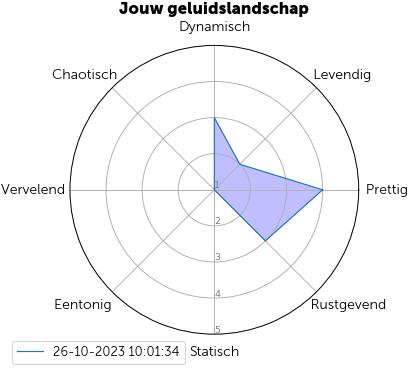 Jouw geluidslandschap
Dynamisch
Chaotisch
Levendig
Vervelend
Prettig
1
2
3
4
5
Eentonig
Rustgevend
Statisch
26-10-2023 10:01:34